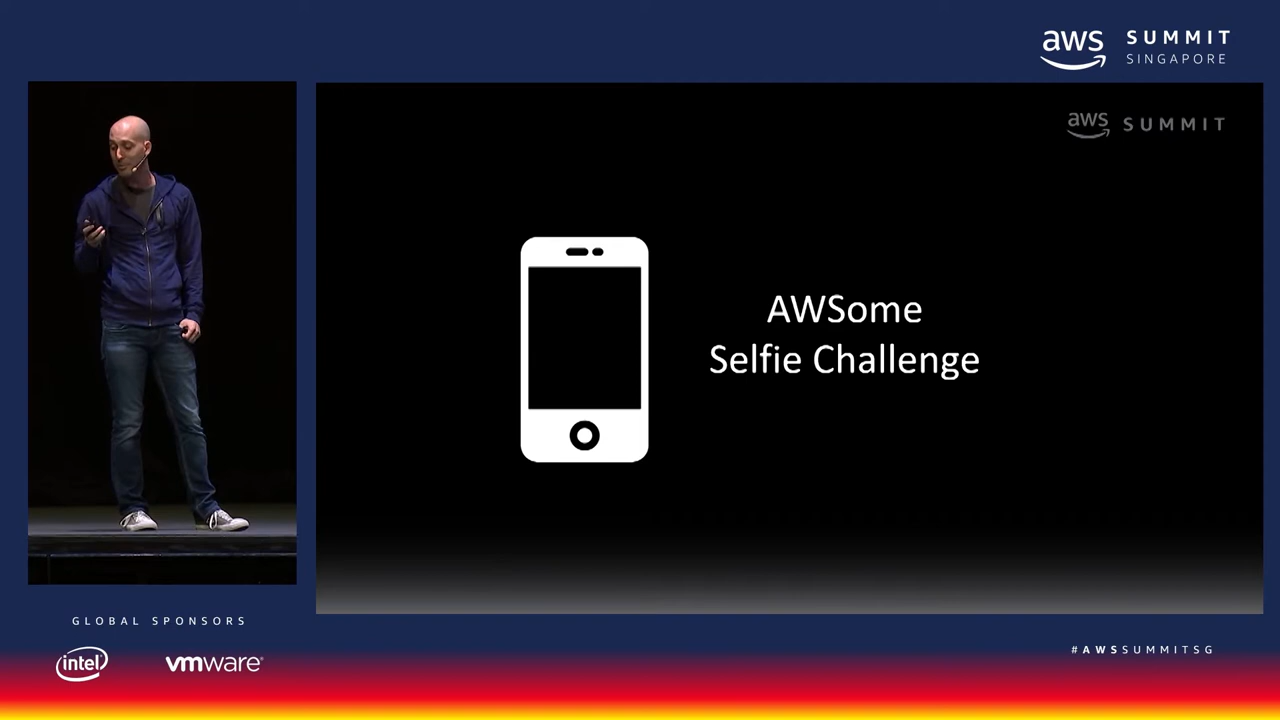 aws SUMMIT
SINGAPORE
aws SUMMIT
AWSome
Selfie Challenge
GLOBAL SPONSORS
intel vmware®
#AWSSUMMITSG